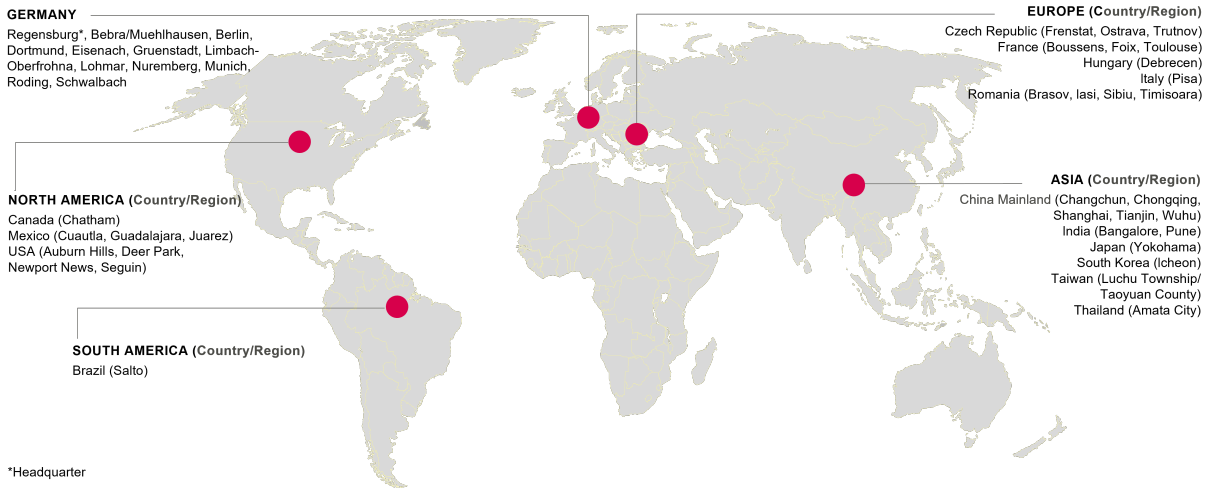 GERMANY
Regensburg*, Bebra/Muehlhausen, Berlin,
Dortmund, Eisenach, Gruenstadt, Limbach-
Oberfrohna, Lohmar, Nuremberg, Munich,
Roding, Schwalbach
EUROPE (Country/Region)
Czech Republic (Frenstat, Ostrava, Trutnov)
France (Boussens, Foix, Toulouse)
Hungary (Debrecen)
Italy (Pisa)
Romania (Brasov, Iasi, Sibiu, Timisoara)
NORTH AMERICA (Country/Region)
Canada (Chatham)
Mexico (Cuautla, Guadalajara, Juarez)
USA (Auburn Hills, Deer Park,
Newport News, Seguin)
ASIA (Country/Region)
China Mainland (Changchun, Chongqing,
Shanghai, Tianjin, Wuhu)
India (Bangalore, Pune)
Japan (Yokohama)
South Korea (Icheon)
Taiwan (Luchu Township/
Taoyuan County)
Thailand (Amata City)
SOUTH AMERICA (Country/Region)
Brazil (Salto)
*Headquarter